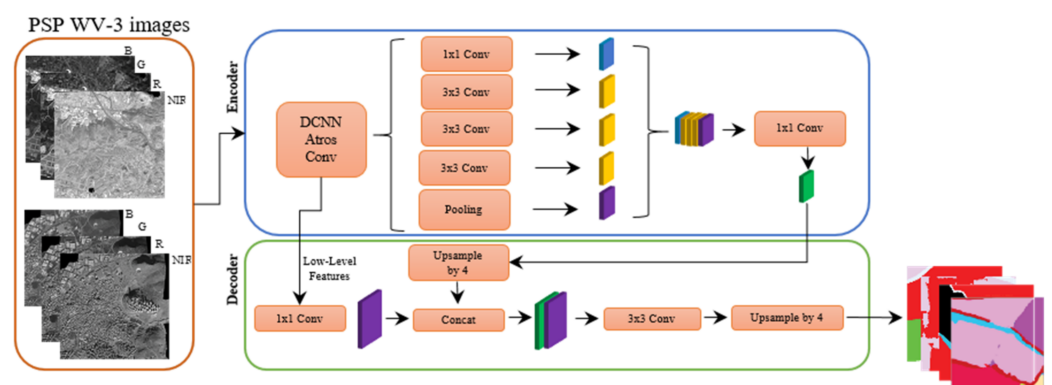 PSP WV-3 images
B
G
R
NIR
B
G
R
NIR
Encoder
DCNN
Atros
Conv
1x1 Conv
3x3 Conv
3x3 Conv
3x3 Conv
Pooling
1x1 Conv
Decoder
Low-Level
Features
Upsample
by 4
1x1 Conv
Concat
3x3 Conv
Upsample by 4